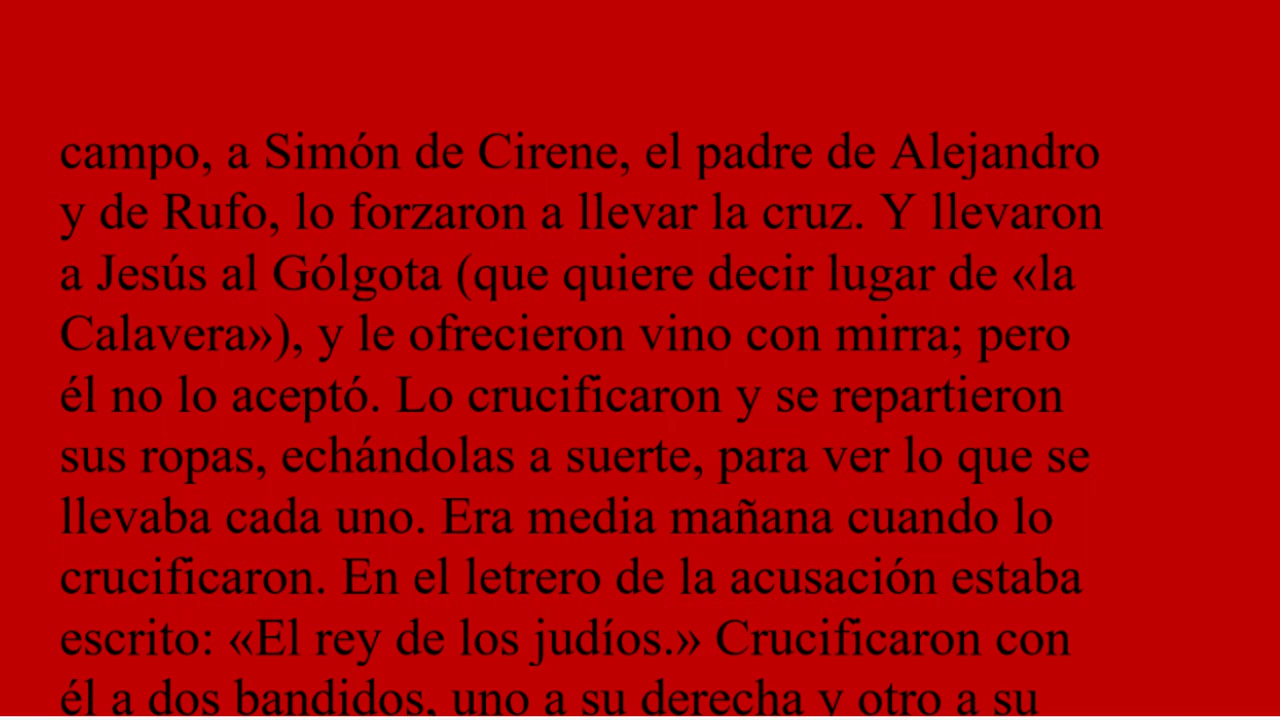 campo, a Simón de Cirene, el padre de Alejandro
y de Rufo, lo forzaron a llevar la cruz. Y llevaron
a Jesús al Gólgota (que quiere decir lugar de «la
Calavera»), y le ofrecieron vino con mirra; pero
él no lo aceptó. Lo crucificaron y se repartieron
sus ropas, echándolas a suerte, para ver lo que se
llevaba cada uno. Era media mañana cuando lo
crucificaron. En el letrero de la acusación estaba
escrito: «El rey de los judíos.» Crucificaron con
él a dos bandidos, uno a su derecha y otro a su